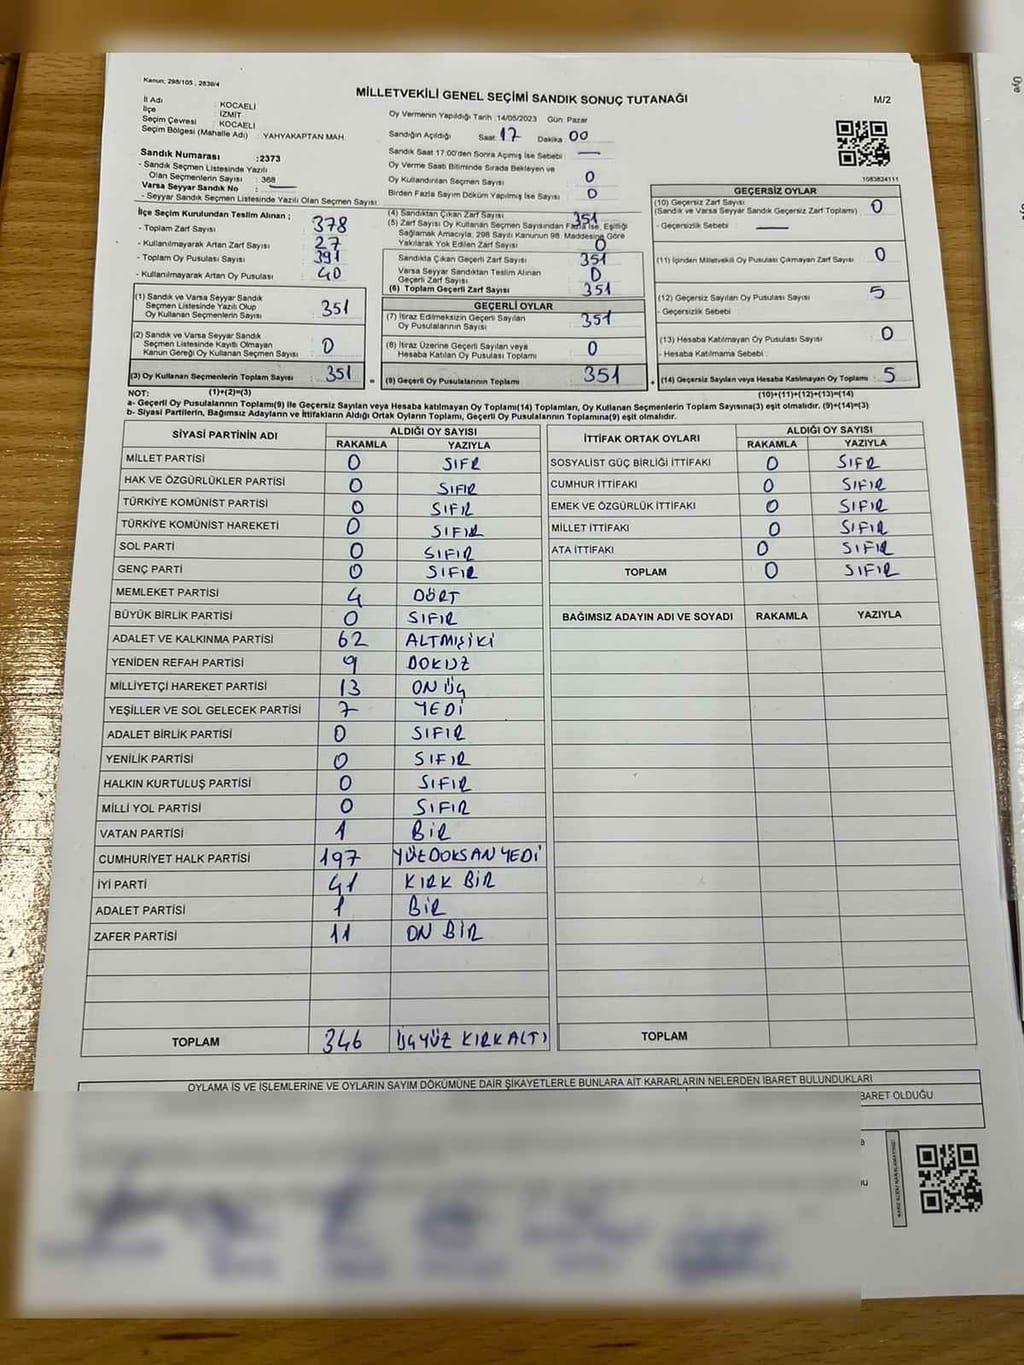 Kanun: 298/105 , 2839/4
MİLLETVEKİLİ GENEL SEÇİMİ SANDIK SONUÇ TUTANAĞI
M/2
İl Adı : KOCAELİ
İlçe : İZMİT
Seçim Çevresi : KOCAELİ
Seçim Bölgesi (Mahalle Adı) YAHYAKAPTAN MAH.
Oy Vermenin Yapıldığı Tarih :14/05/2023 Gün: Pazar
Sandığın Açıldığı Saat 17 Dakika 00
Sandık Saat 17:00'den Sonra Açımış İse Sebebi : —
Oy Verme Saati Bitiminde Sırada Bekleyen ve
Oy Kullandırılan Seçmen Sayısı : 0
Birden Fazla Sayım Döküm Yapılmış İse Sayısı : 0
1083824111
Sandık Numarası :2373
- Sandık Seçmen Listesinde Yazılı
Olan Seçmenlerin Sayısı : 368
Varsa Seyyar Sandık No : —
- Seyyar Sandık Seçmen Listesinde Yazılı Olan Seçmen Sayısı
İlçe Seçim Kurulundan Teslim Alınan ;
- Toplam Zarf Sayısı 378
- Kullanılmayarak Artan Zarf Sayısı 27
- Toplam Oy Pusulası Sayısı 391
- Kullanılmayarak Artan Oy Pusulası 40
(1) Sandık ve Varsa Seyyar Sandık
Seçmen Listesinde Yazılı Olup
Oy Kullanan Seçmenlerin Sayısı 351
(2) Sandık ve Varsa Seyyar Sandık
Seçmen Listesinde Kayıtlı Olmayan
Kanun Gereği Oy Kullanan Seçmen Sayısı 0
(3) Oy Kullanan Seçmenlerin Toplam Sayısı 351 =
(4) Sandıktan Çıkan Zarf Sayısı 351
(5) Zarf Sayısı Oy Kullanan Seçmen Sayısından Fazla İse, Eşitliği
Sağlamak Amacıyla, 298 Sayılı Kanunun 98. Maddesine Göre
Yakılarak Yok Edilen Zarf Sayısı 0
Sandıkta Çıkan Geçerli Zarf Sayısı 351
Varsa Seyyar Sandıktan Teslim Alınan
Geçerli Zarf Sayısı 0
(6) Toplam Geçerli Zarf Sayısı 351
GEÇERLİ OYLAR
(7) İtiraz Edilmeksizin Geçerli Sayılan
Oy Pusulalarının Sayısı 351
(8) İtiraz Üzerine Geçerli Sayılan veya
Hesaba Katılan Oy Pusulası Toplamı 0
(9) Geçerli Oy Pusulalarının Toplamı 351 +
GEÇERSİZ OYLAR
(10) Geçersiz Zarf Sayısı
(Sandık ve Varsa Seyyar Sandık Geçersiz Zarf Toplamı) 0
- Geçersizlik Sebebi : —
(11) İçinden Milletvekili Oy Pusulası Çıkmayan Zarf Sayısı 0
(12) Geçersiz Sayılan Oy Pusulası Sayısı 5
- Geçersizlik Sebebi :
(13) Hesaba Katılmayan Oy Pusulası Sayısı 0
- Hesaba Katılmama Sebebi :
(14) Geçersiz Sayılan veya Hesaba Katılmayan Oy Toplamı 5
NOT: (1)+(2)=(3) (10)+(11)+(12)+(13)=(14)
a- Geçerli Oy Pusulalarının Toplamı(9) ile Geçersiz Sayılan veya Hesaba katılmayan Oy Toplamı(14) Toplamları, Oy Kullanan Seçmenlerin Toplam Sayısına(3) eşit olmalıdır. (9)+(14)=(3)
b- Siyasi Partilerin, Bağımsız Adayların ve İttifakların Aldığı Ortak Oyların Toplamı, Geçerli Oy Pusulalarının Toplamına(9) eşit olmalıdır.
SİYASİ PARTİNİN ADI ALDIĞI OY SAYISI
RAKAMLA YAZIYLA
MİLLET PARTİSİ 0 SIFIR
HAK VE ÖZGÜRLÜKLER PARTİSİ 0 SIFIR
TÜRKİYE KOMÜNİST PARTİSİ 0 SIFIR
TÜRKİYE KOMÜNİST HAREKETİ 0 SIFIR
SOL PARTİ 0 SIFIR
GENÇ PARTİ 0 SIFIR
MEMLEKET PARTİSİ 4 DÖRT
BÜYÜK BİRLİK PARTİSİ 0 SIFIR
ADALET VE KALKINMA PARTİSİ 62 ALTMIŞİKİ
YENİDEN REFAH PARTİSİ 9 DOKUZ
MİLLİYETÇİ HAREKET PARTİSİ 13 ON ÜÇ
YEŞİLLER VE SOL GELECEK PARTİSİ 7 YEDİ
ADALET BİRLİK PARTİSİ 0 SIFIR
YENİLİK PARTİSİ 0 SIFIR
HALKIN KURTULUŞ PARTİSİ 0 SIFIR
MİLLİ YOL PARTİSİ 0 SIFIR
VATAN PARTİSİ 1 BİR
CUMHURİYET HALK PARTİSİ 197 YÜZDOKSANYEDİ
İYİ PARTİ 41 KIRK BİR
ADALET PARTİSİ 1 BİR
ZAFER PARTİSİ 11 ON BİR
TOPLAM 346 ÜÇYÜZ KIRKALTI
İTTİFAK ORTAK OYLARI ALDIĞI OY SAYISI
RAKAMLA YAZIYLA
SOSYALİST GÜÇ BİRLİĞİ İTTİFAKI 0 SIFIR
CUMHUR İTTİFAKI 0 SIFIR
EMEK VE ÖZGÜRLÜK İTTİFAKI 0 SIFIR
MİLLET İTTİFAKI 0 SIFIR
ATA İTTİFAKI 0 SIFIR
TOPLAM 0 SIFIR
BAĞIMSIZ ADAYIN ADI VE SOYADI RAKAMLA YAZIYLA
TOPLAM
OYLAMA İŞ VE İŞLEMLERİNE VE OYLARIN SAYIM DÖKÜMÜNE DAİR ŞİKAYETLERLE BUNLARA AİT KARARLARIN NELERDEN İBARET BULUNDUKLARI
BARET OLDUĞU
Üye